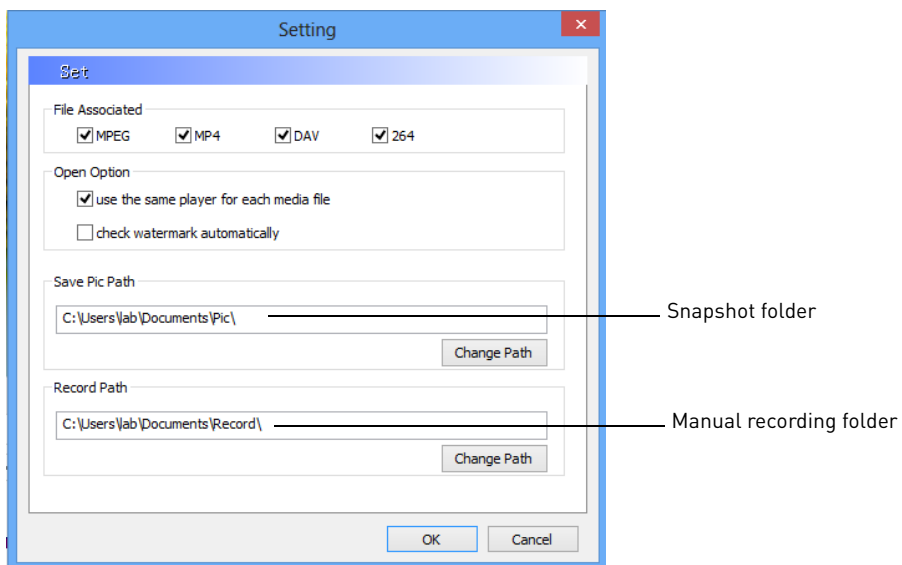 Setting
Set
File Associated
MPEG MP4 DAV 264
Open Option
use the same player for each media file
check watermark automatically
Save Pic Path
C:\Users\lab\Documents\Pic\
Snapshot folder
Change Path
Record Path
C:\Users\lab\Documents\Record\
Manual recording folder
Change Path
OK Cancel